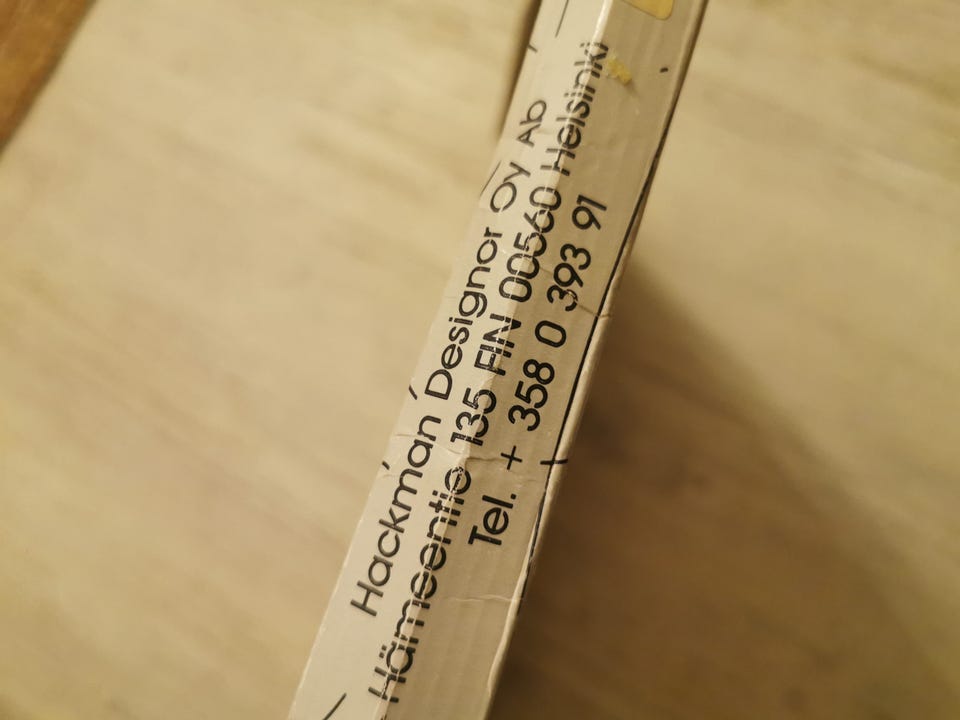 Hackman Designor Oy Ab
Hämeentie 135 FIN 00560 Helsinki
Tel. + 358 0 393 91